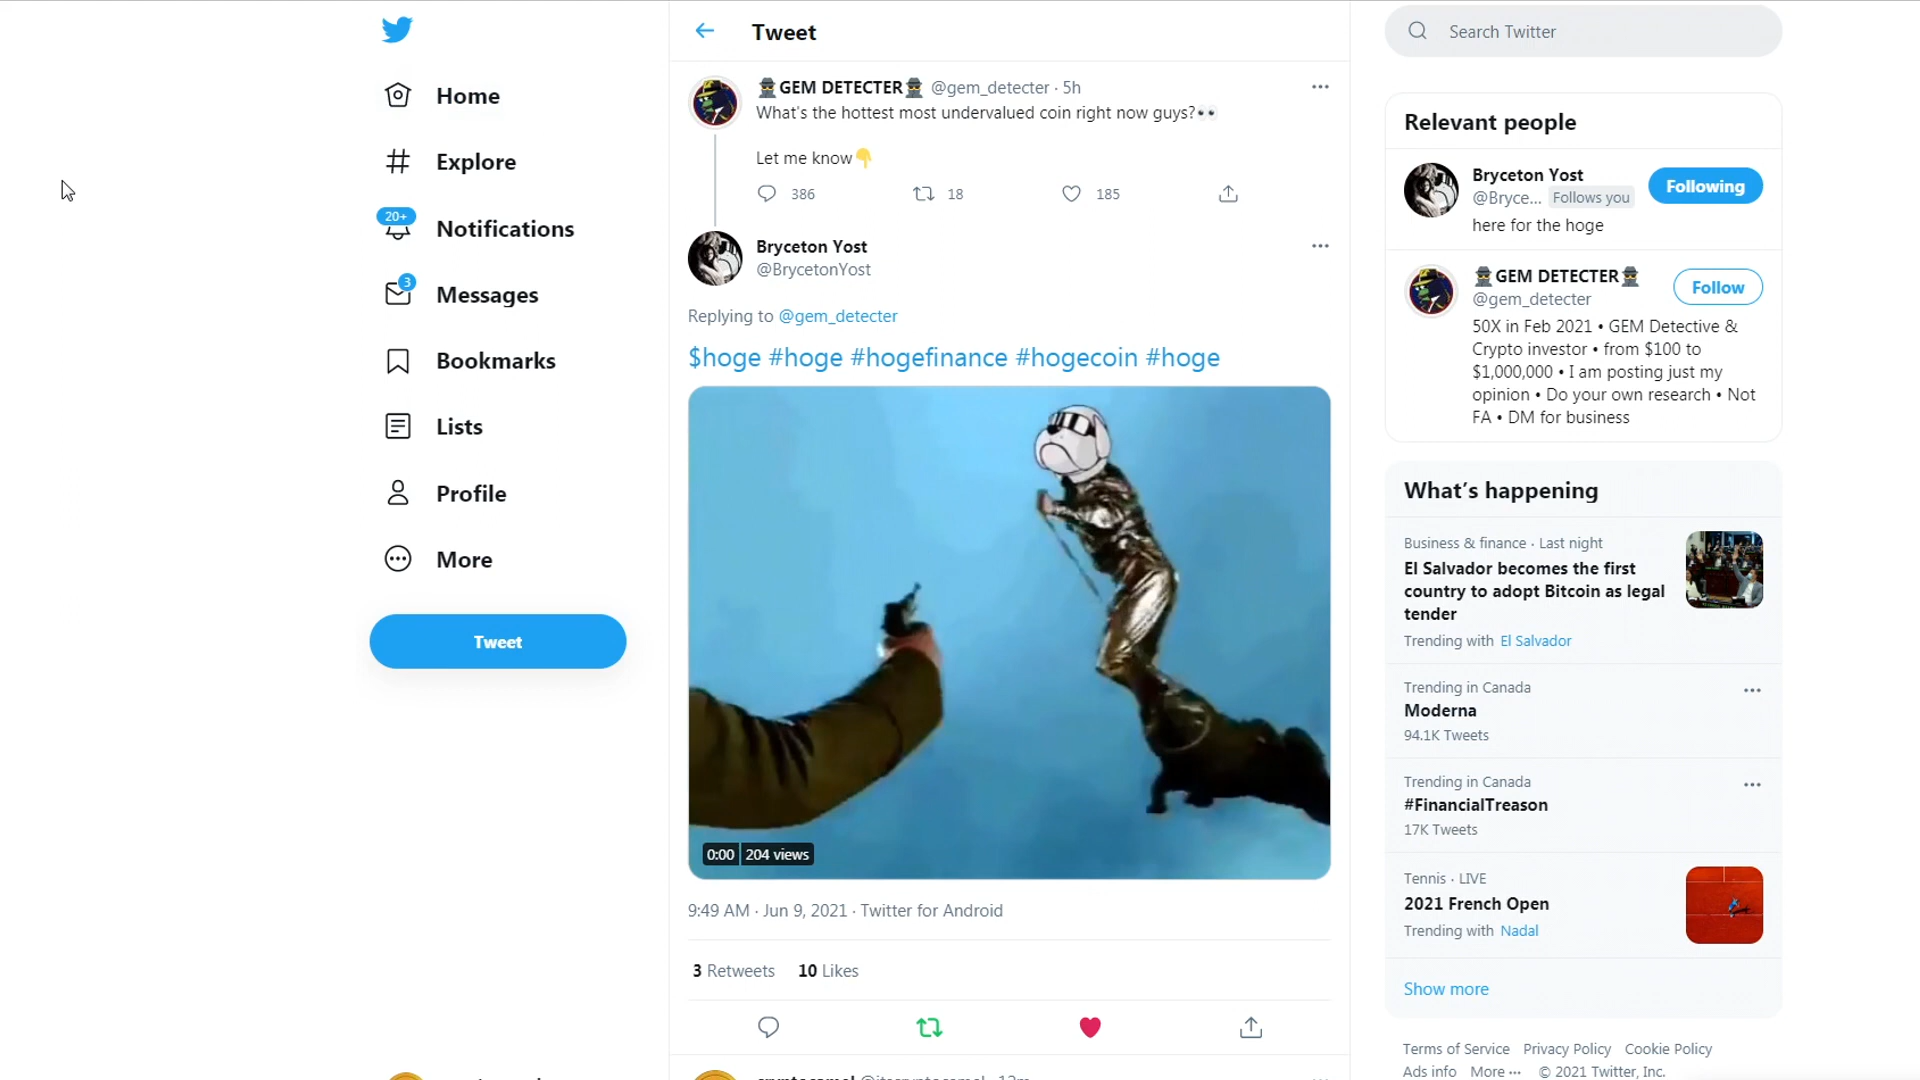 Home
Explore
20+
Notifications
3
Messages
Bookmarks
Lists
Profile
More
Tweet
Tweet
GEM DETECTER @gem_detecter · 5h
What's the hottest most undervalued coin right now guys?
Let me know
386 18 185
Bryceton Yost
@BrycetonYost
Replying to @gem_detecter
$hoge #hoge #hogefinance #hogecoin #hoge
0:00 204 views
9:49 AM · Jun 9, 2021 · Twitter for Android
3 Retweets 10 Likes
Search Twitter
Relevant people
Bryceton Yost
@Bryce... Follows you
Following
here for the hoge
GEM DETECTER
@gem_detecter
Follow
50X in Feb 2021 • GEM Detective &
Crypto investor • from $100 to
$1,000,000 • I am posting just my
opinion • Do your own research • Not
FA • DM for business
What's happening
Business & finance · Last night
El Salvador becomes the first
country to adopt Bitcoin as legal
tender
Trending with El Salvador
Trending in Canada
Moderna
94.1K Tweets
Trending in Canada
#FinancialTreason
17K Tweets
Tennis · LIVE
2021 French Open
Trending with Nadal
Show more
Terms of Service Privacy Policy Cookie Policy
Ads info More ··· © 2021 Twitter, Inc.